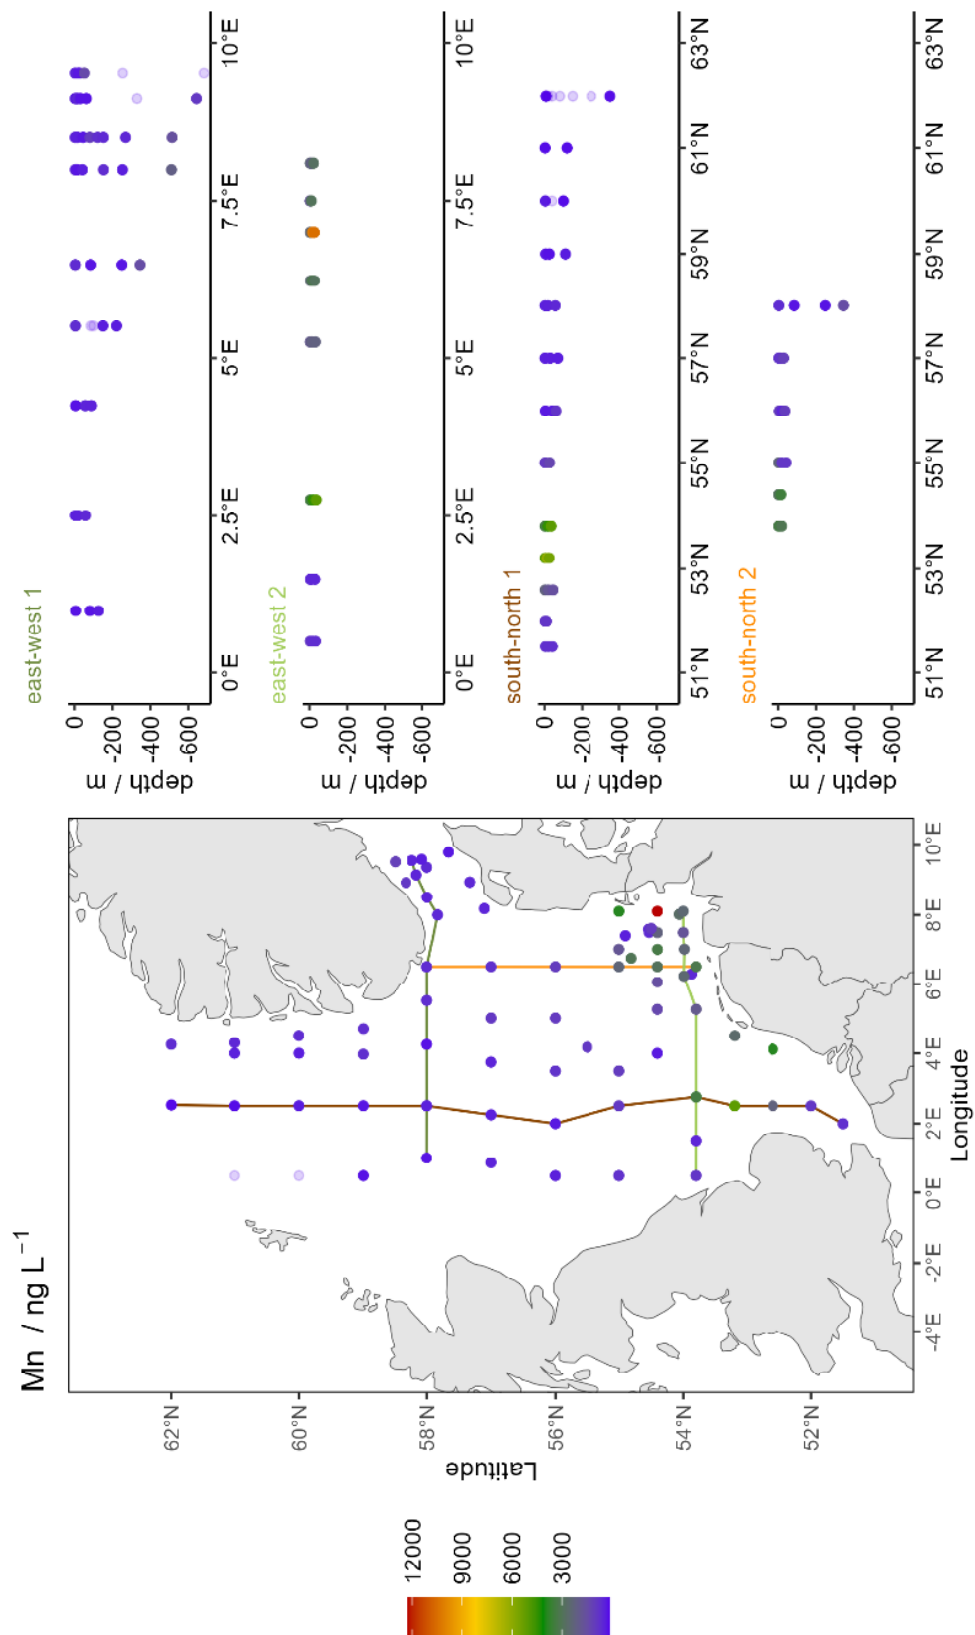 Mn / ng L⁻¹
12000
9000
6000
3000
Latitude
62°N
60°N
58°N
56°N
54°N
52°N
-4°E
-2°E
0°E
2°E
4°E
6°E
8°E
10°E
Longitude
east-west 1
depth / m
0
-200
-400
-600
0°E
2.5°E
5°E
7.5°E
10°E
east-west 2
depth / m
0
-200
-400
-600
0°E
2.5°E
5°E
7.5°E
10°E
south-north 1
depth / m
0
-200
-400
-600
51°N
53°N
55°N
57°N
59°N
61°N
63°N
south-north 2
depth / m
0
-200
-400
-600
51°N
53°N
55°N
57°N
59°N
61°N
63°N